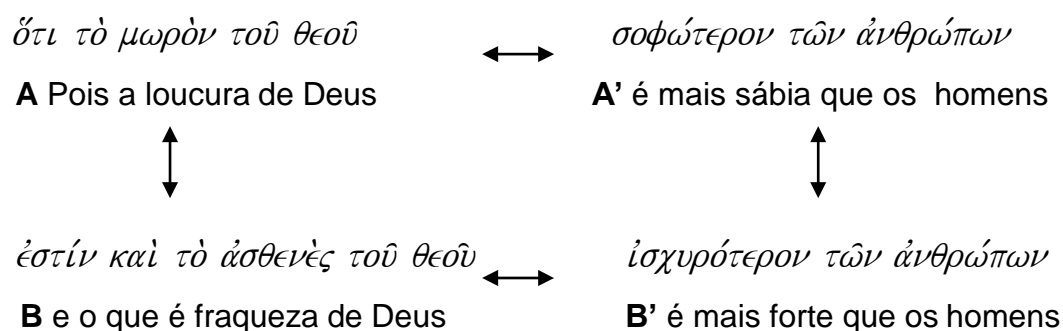 ὅτι τὸ μωρὸν τοῦ θεοῦ σοφώτερον τῶν ἀνθρώπων
A Pois a loucura de Deus A' é mais sábia que os homens
ἐστίν καὶ τὸ ἀσθενὲς τοῦ θεοῦ ἰσχυρότερον τῶν ἀνθρώπων
B e o que é fraqueza de Deus B' é mais forte que os homens